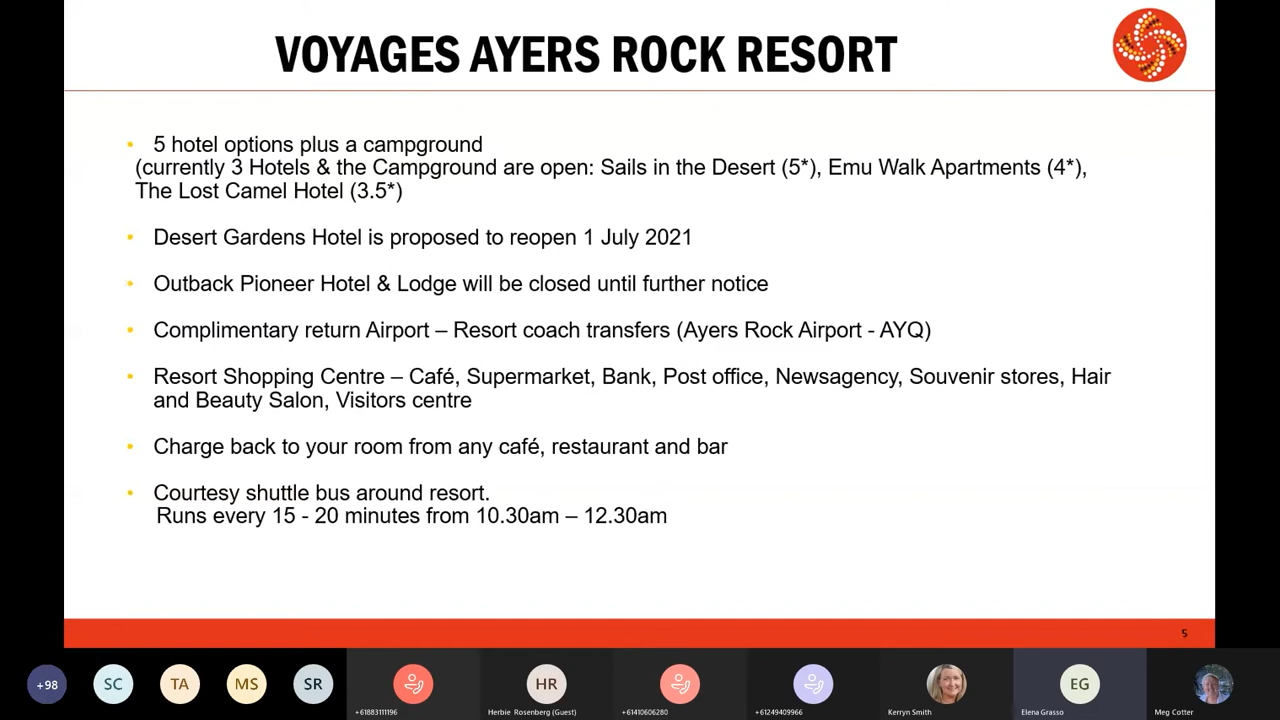 VOYAGES AYERS ROCK RESORT
5 hotel options plus a campground
(currently 3 Hotels & the Campground are open: Sails in the Desert (5*), Emu Walk Apartments (4*),
The Lost Camel Hotel (3.5*)
Desert Gardens Hotel is proposed to reopen 1 July 2021
Outback Pioneer Hotel & Lodge will be closed until further notice
Complimentary return Airport – Resort coach transfers (Ayers Rock Airport - AYQ)
Resort Shopping Centre – Café, Supermarket, Bank, Post office, Newsagency, Souvenir stores, Hair
and Beauty Salon, Visitors centre
Charge back to your room from any café, restaurant and bar
Courtesy shuttle bus around resort.
Runs every 15 - 20 minutes from 10.30am – 12.30am
5
+98 SC TA MS SR HR EG
+61883111196 Herbie Rosenberg (Guest) +61410606280 +61249409966 Kerryn Smith Elena Grasso Meg Cotter